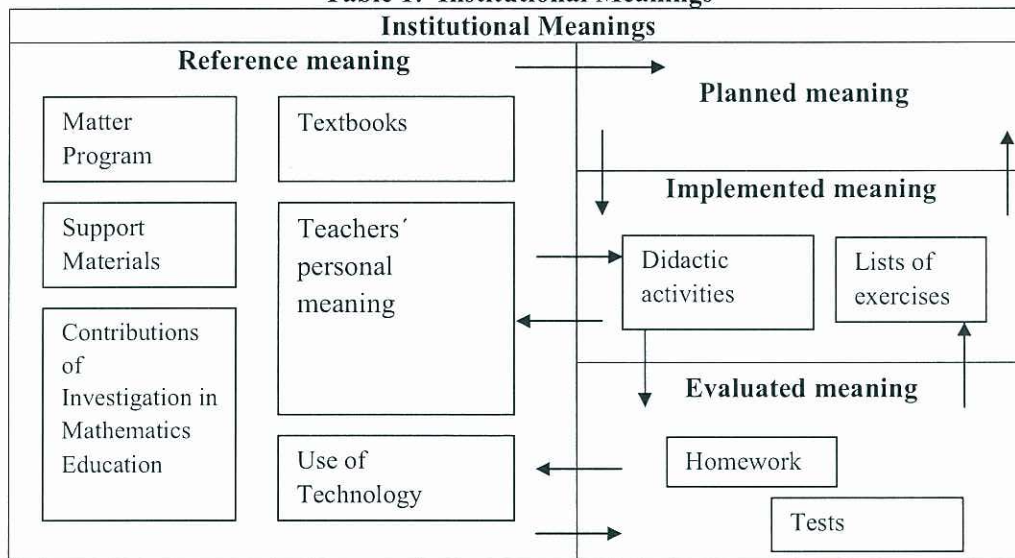 Institutional Meanings
Reference meaning
Matter
Program
Textbooks
Support
Materials
Teachers´
personal
meaning
Contributions
of
Investigation in
Mathematics
Education
Use of
Technology
Planned meaning
Implemented meaning
Didactic
activities
Lists of
exercises
Evaluated meaning
Homework
Tests